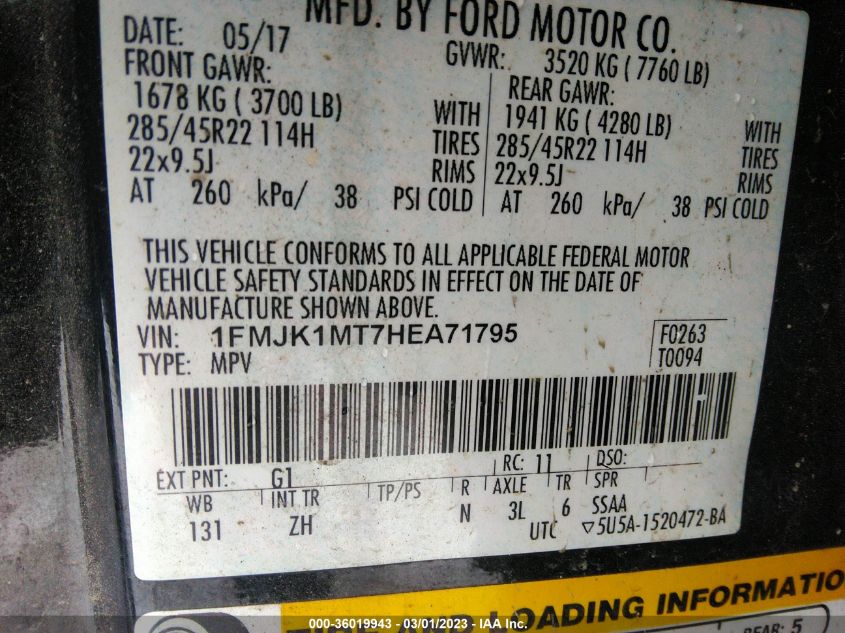 MFD. BY FORD MOTOR CO.
DATE: 05/17
GVWR: 3520 KG ( 7760 LB)
FRONT GAWR:
1678 KG ( 3700 LB)
WITH
285/45R22 114H
TIRES
22x9.5J
RIMS
AT 260 kPa/ 38 PSI COLD
REAR GAWR:
1941 KG ( 4280 LB)
WITH
285/45R22 114H
TIRES
22x9.5J
RIMS
AT 260 kPa/ 38 PSI COLD
THIS VEHICLE CONFORMS TO ALL APPLICABLE FEDERAL MOTOR
VEHICLE SAFETY STANDARDS IN EFFECT ON THE DATE OF
MANUFACTURE SHOWN ABOVE.
VIN: 1FMJK1MT7HEA71795
F0263
TYPE: MPV
T0094
EXT PNT: G1
RC: 11
DSO:
WB INT TR TP/PS R AXLE TR SPR
131 ZH N 3L 6 SSAA
UTC ▽5U5A-1520472-BA
TIRE AND LOADING INFORMATIO
REAR: 5
000-36019943 - 03/01/2023 - IAA Inc.